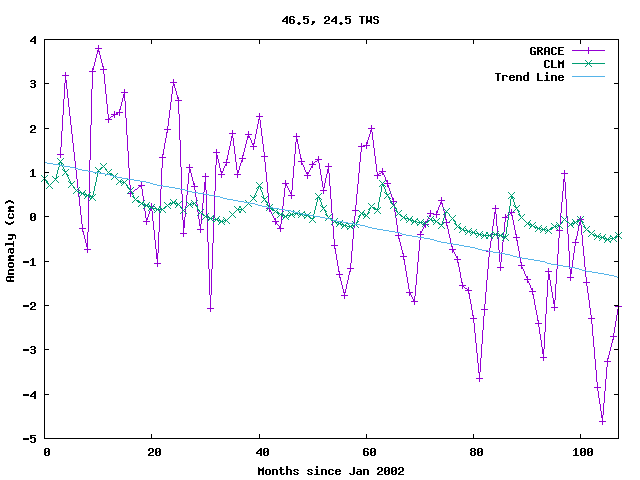 46.5, 24.5 TWS
GRACE
CLM
Trend Line
4
3
2
1
0
-1
-2
-3
-4
-5
Anomaly (cm)
0 20 40 60 80 100
Months since Jan 2002